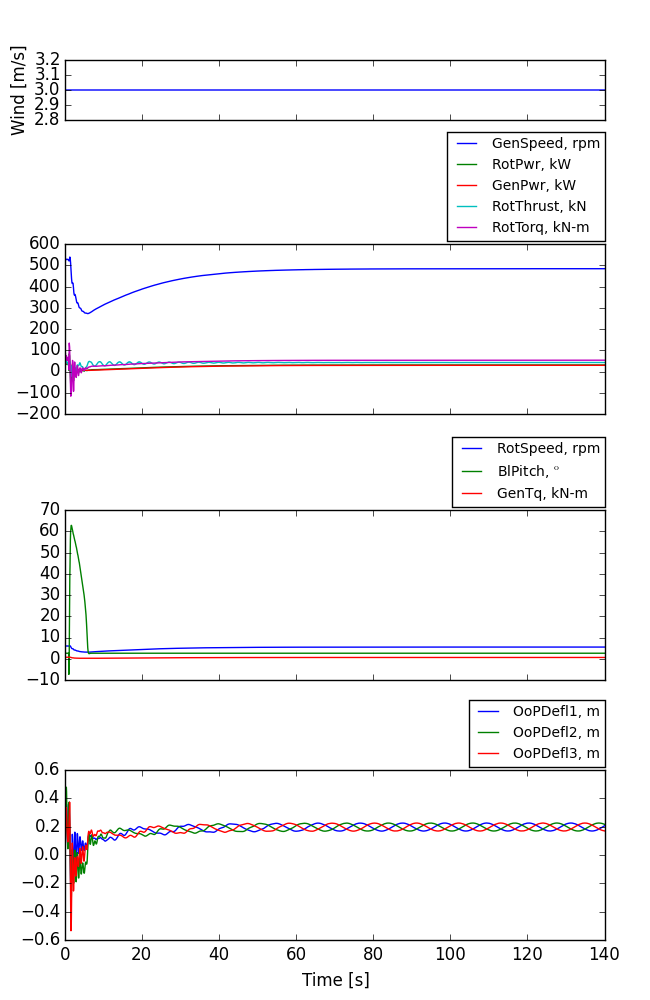 Wind [m/s]
3.2
3.1
3.0
2.9
2.8
GenSpeed, rpm
RotPwr, kW
GenPwr, kW
RotThrust, kN
RotTorq, kN-m
600
500
400
300
200
100
0
−100
−200
RotSpeed, rpm
BlPitch, °
GenTq, kN-m
70
60
50
40
30
20
10
0
−10
OoPDefl1, m
OoPDefl2, m
OoPDefl3, m
0.6
0.4
0.2
0.0
−0.2
−0.4
−0.6
0 20 40 60 80 100 120 140
Time [s]